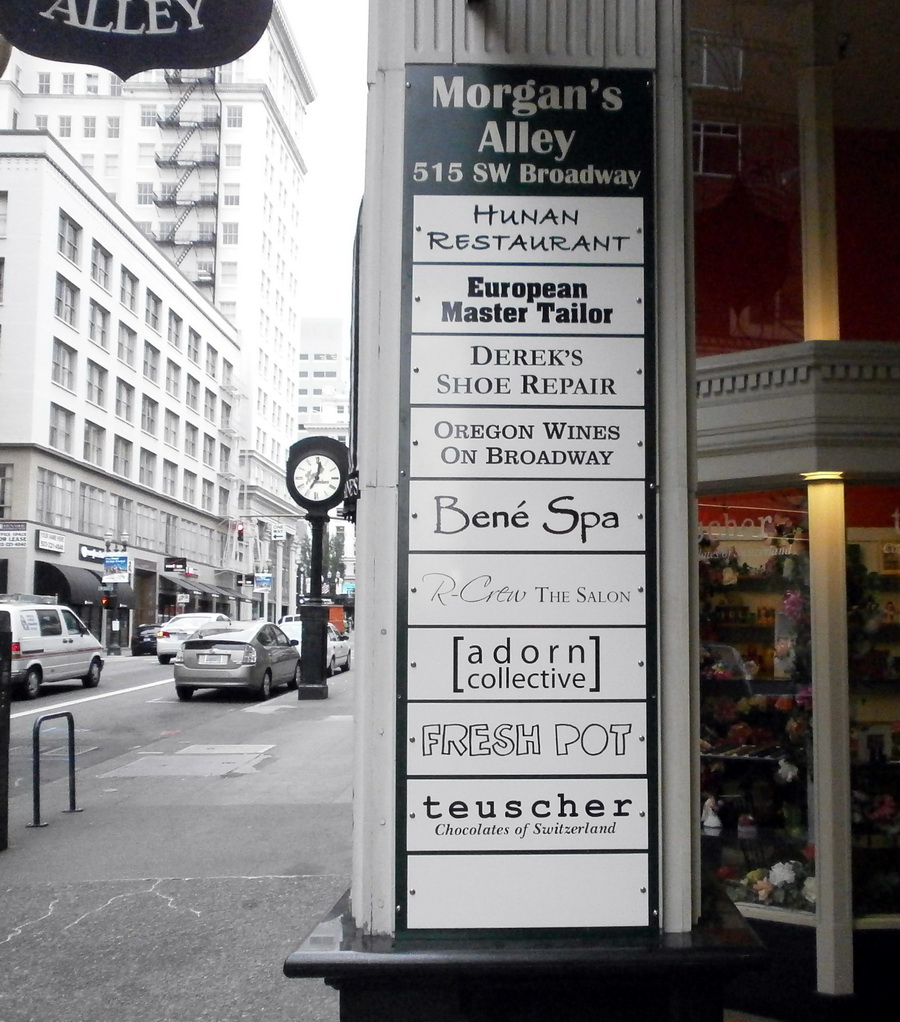 ALLEY
Morgan's
Alley
515 SW Broadway
HUNAN
RESTAURANT
European
Master Tailor
DEREK'S
SHOE REPAIR
OREGON WINES
ON BROADWAY
Bené Spa
R-Crew THE SALON
[adorn]
collective
FRESH POT
teuscher
Chocolates of Switzerland